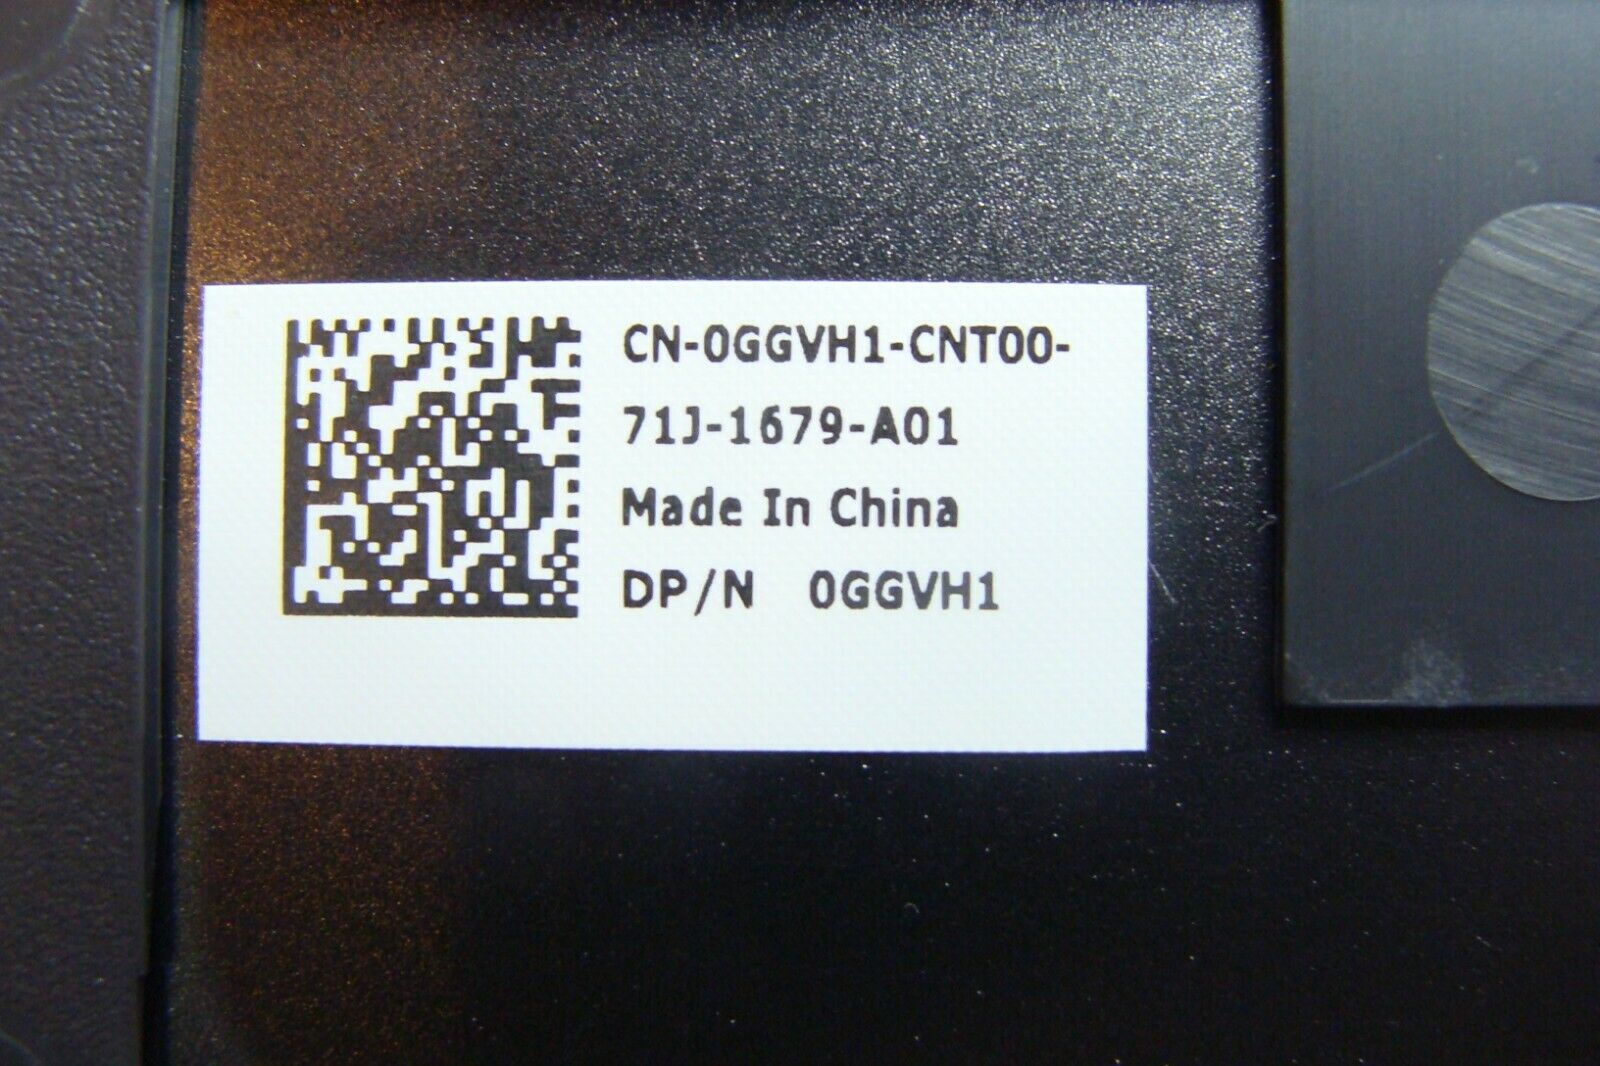 CN-0GGVH1-CNT00-
71J-1679-A01
Made In China
DP/N 0GGVH1